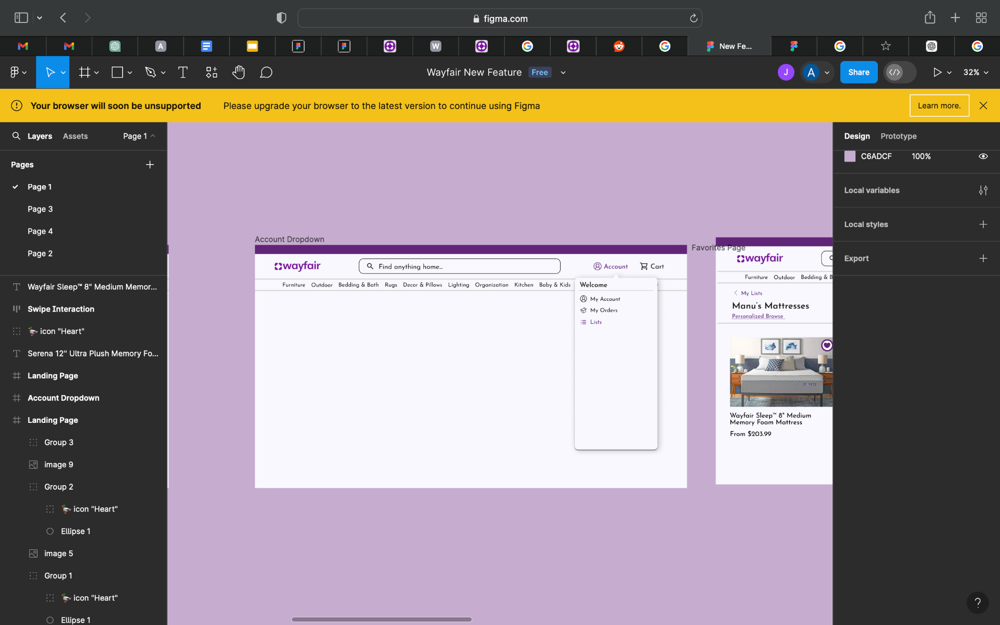 figma.com
A
W
New Fe...
Wayfair New Feature Free
J
A
Share
32%
Your browser will soon be unsupported Please upgrade your browser to the latest version to continue using Figma
Learn more.
Layers Assets Page 1
Pages
Page 1
Page 3
Page 4
Page 2
Wayfair Sleep™ 8" Medium Memor...
Swipe Interaction
icon "Heart"
Serena 12'' Ultra Plush Memory Fo...
Landing Page
Account Dropdown
Landing Page
Group 3
image 9
Group 2
icon "Heart"
Ellipse 1
image 5
Group 1
icon "Heart"
Ellipse 1
Account Dropdown
wayfair
Find anything home...
Account
Cart
Furniture Outdoor Bedding & Bath Rugs Decor & Pillows Lighting Organization Kitchen Baby & Kids
Welcome
My Account
My Orders
Lists
Favorites Page
wayfair
Furniture Outdoor Bedding & B
My Lists
Manu's Mattresses
Personalized Browse
nora
Wayfair Sleep™ 8" Medium
Memory Foam Mattress
From $203.99
Design Prototype
C6ADCF 100%
Local variables
Local styles
Export
?